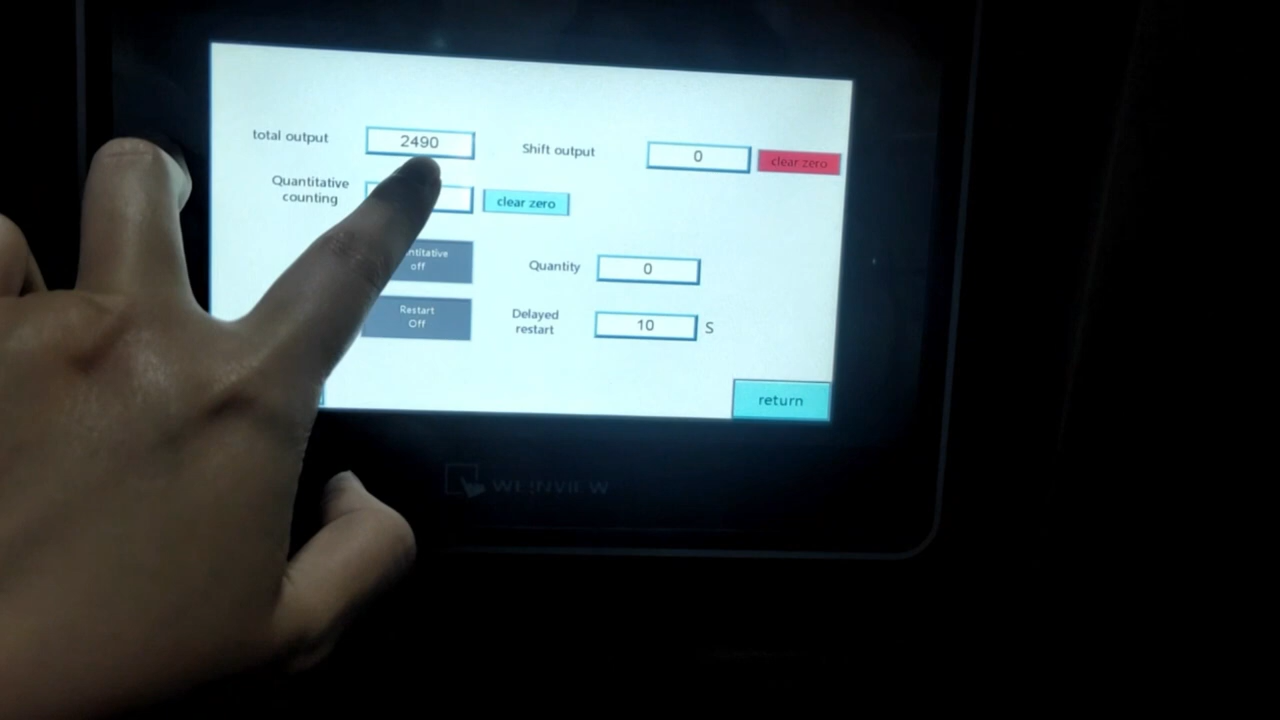 total output
2490
Shift output
0
clear zero
Quantitative
counting
clear zero
off
Quantity
0
Restart
Off
Delayed
restart
10
S
return
WEINVIEW